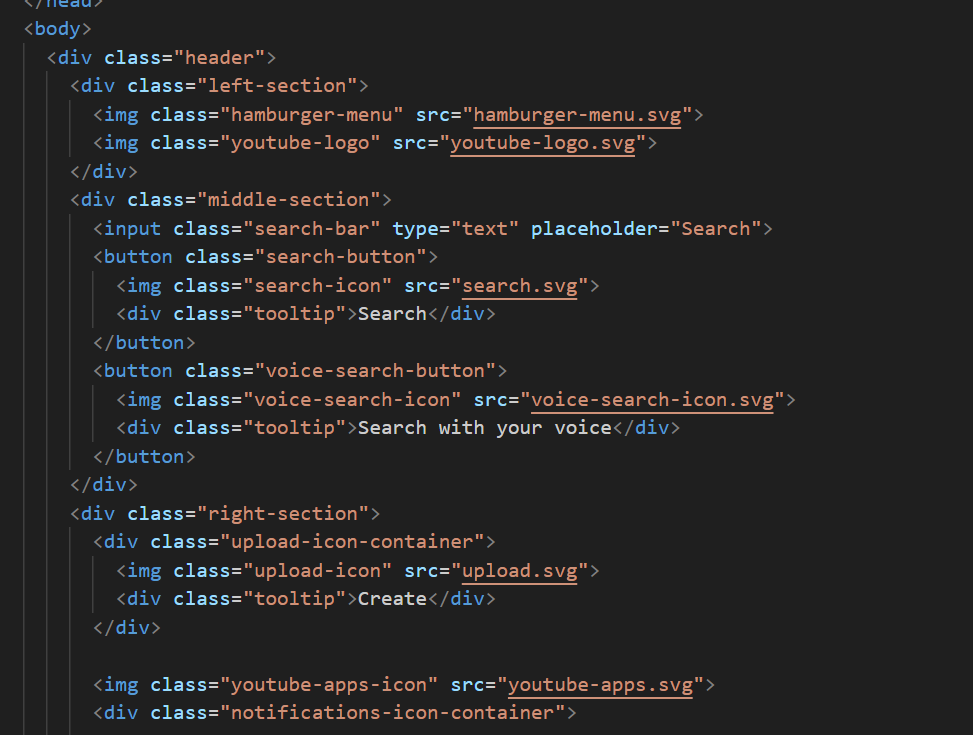 </head>
<body>
<div class="header">
<div class="left-section">
<img class="hamburger-menu" src="hamburger-menu.svg">
<img class="youtube-logo" src="youtube-logo.svg">
</div>
<div class="middle-section">
<input class="search-bar" type="text" placeholder="Search">
<button class="search-button">
<img class="search-icon" src="search.svg">
<div class="tooltip">Search</div>
</button>
<button class="voice-search-button">
<img class="voice-search-icon" src="voice-search-icon.svg">
<div class="tooltip">Search with your voice</div>
</button>
</div>
<div class="right-section">
<div class="upload-icon-container">
<img class="upload-icon" src="upload.svg">
<div class="tooltip">Create</div>
</div>
<img class="youtube-apps-icon" src="youtube-apps.svg">
<div class="notifications-icon-container">